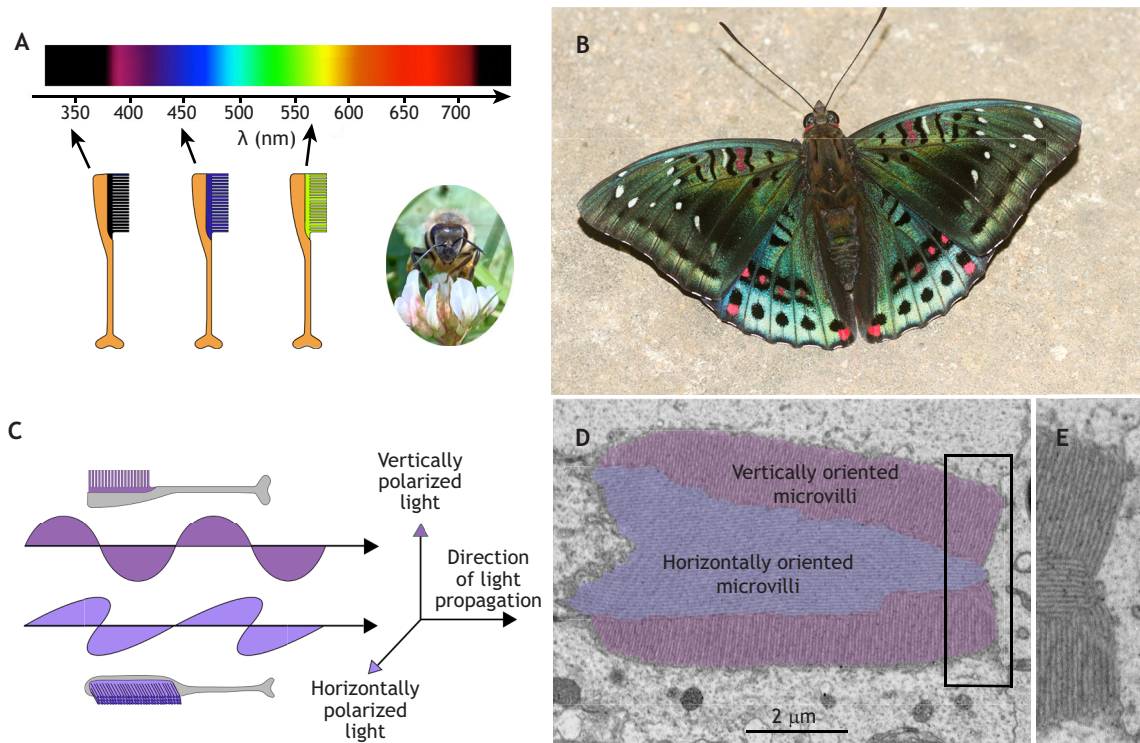 A
350 400 450 500 550 600 650 700
λ (nm)
B
C
Vertically
polarized
light
Direction
of light
propagation
Horizontally
polarized
light
D
Vertically oriented
microvilli
Horizontally oriented
microvilli
2 μm
E